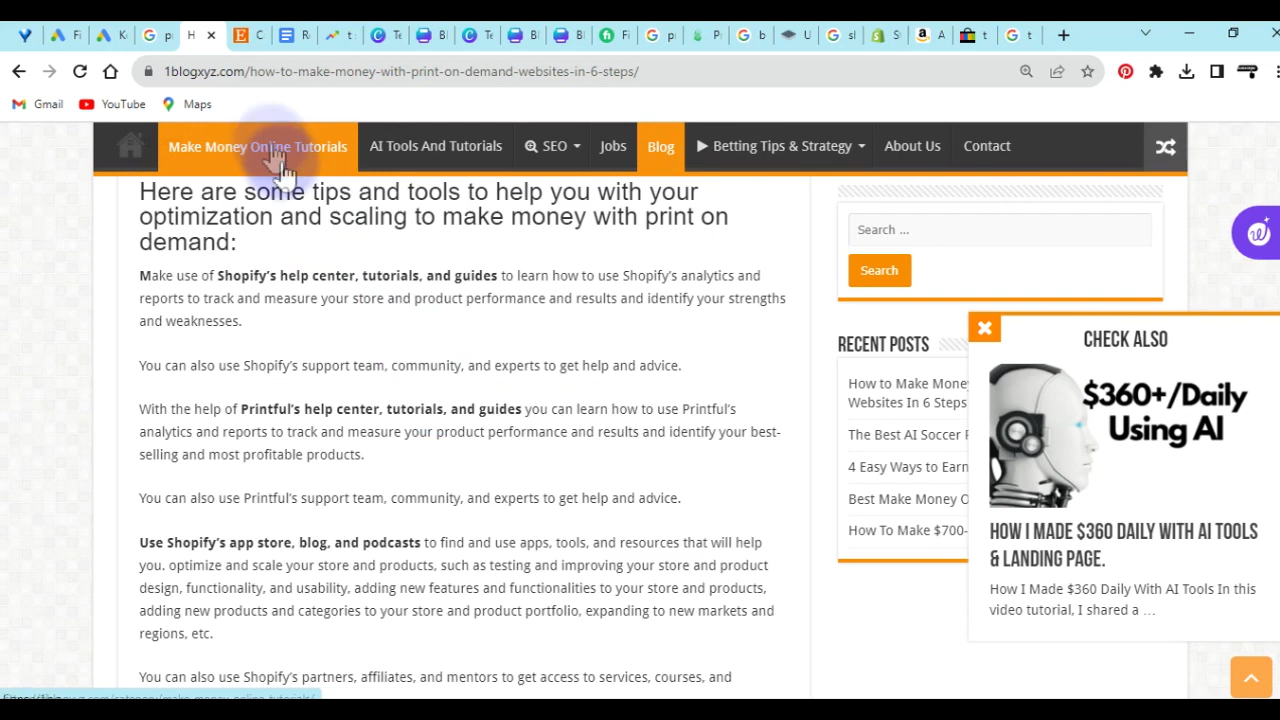 Fi
K
p
H
C
R
t
Te
Bl
Te
Bl
Bl
Fi
p
P
b
U
sl
S
A
t
t
1blogxyz.com/how-to-make-money-with-print-on-demand-websites-in-6-steps/
Gmail
YouTube
Maps
Make Money Online Tutorials
AI Tools And Tutorials
SEO
Jobs
Blog
Betting Tips & Strategy
About Us
Contact
Here are some tips and tools to help you with your
optimization and scaling to make money with print on
demand:
Make use of Shopify's help center, tutorials, and guides to learn how to use Shopify's analytics and
reports to track and measure your store and product performance and results and identify your strengths
and weaknesses.
You can also use Shopify's support team, community, and experts to get help and advice.
With the help of Printful's help center, tutorials, and guides you can learn how to use Printful's
analytics and reports to track and measure your product performance and results and identify your best-
selling and most profitable products.
You can also use Printful's support team, community, and experts to get help and advice.
Use Shopify's app store, blog, and podcasts to find and use apps, tools, and resources that will help
you. optimize and scale your store and products, such as testing and improving your store and product
design, functionality, and usability, adding new features and functionalities to your store and products,
adding new products and categories to your store and product portfolio, expanding to new markets and
regions, etc.
You can also use Shopify's partners, affiliates, and mentors to get access to services, courses, and
Search ...
Search
RECENT POSTS
How to Make Money
Websites In 6 Steps
The Best AI Soccer
4 Easy Ways to Earn
Best Make Money O
How To Make $700-
CHECK ALSO
$360+/Daily
Using AI
HOW I MADE $360 DAILY WITH AI TOOLS
& LANDING PAGE.
How I Made $360 Daily With AI Tools In this
video tutorial, I shared a ...